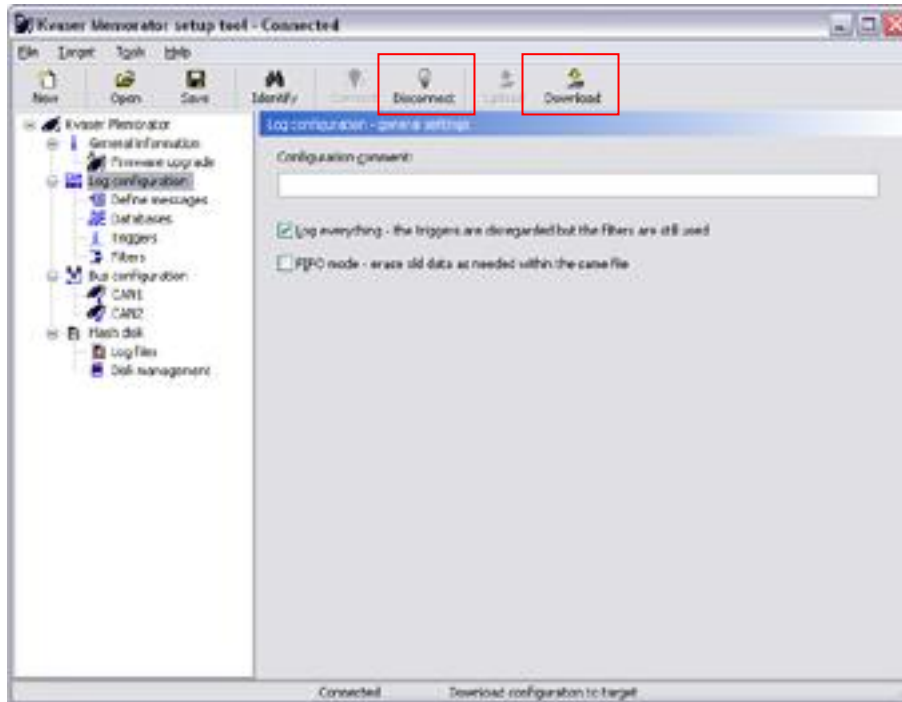 Kvaser Memorator setup tool - Connected
File Target Tools Help
New Open Save Identify Connect Disconnect Upload Download
Kvaser Memorator
General information
Firmware upgrade
Log configuration
Define messages
Databases
Triggers
Filters
Bus configuration
CAN1
CAN2
Flash disk
Log files
Disk management
Log configuration - general settings
Configuration comment:
Log everything - the triggers are disregarded but the filters are still used
FIFO mode - erase old data as needed within the same file
Connected Download configuration to target